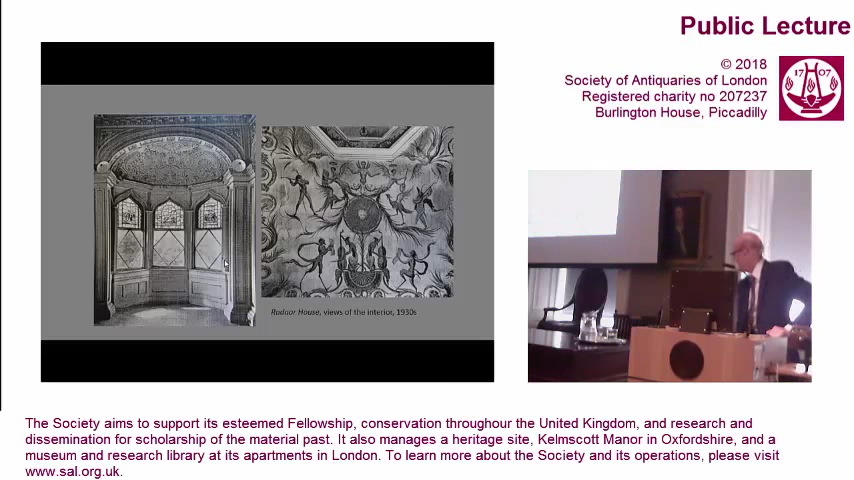 Public Lecture
© 2018
Society of Antiquaries of London
Registered charity no 207237
Burlington House, Piccadilly
1707
Radnor House, views of the interior, 1930s
The Society aims to support its esteemed Fellowship, conservation throughour the United Kingdom, and research and
dissemination for scholarship of the material past. It also manages a heritage site, Kelmscott Manor in Oxfordshire, and a
museum and research library at its apartments in London. To learn more about the Society and its operations, please visit
www.sal.org.uk.